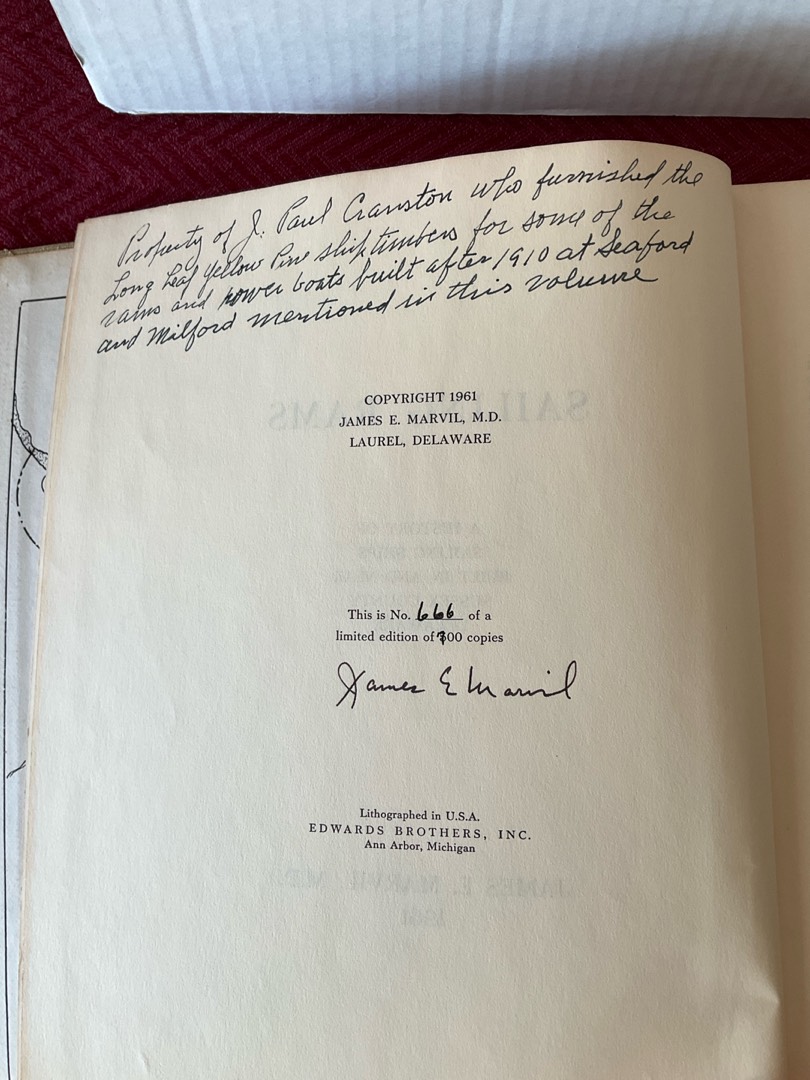 Property of J. Paul Cranston who furnished the
Long Leaf Yellow Pine ship timbers for some of the
rams and power boats built after 1910 at Seaford
and Milford mentioned in this volume
COPYRIGHT 1961
JAMES E. MARVIL, M.D.
LAUREL, DELAWARE
This is No. 666 of a
limited edition of 700 copies
James E Marvil
Lithographed in U.S.A.
EDWARDS BROTHERS, INC.
Ann Arbor, Michigan